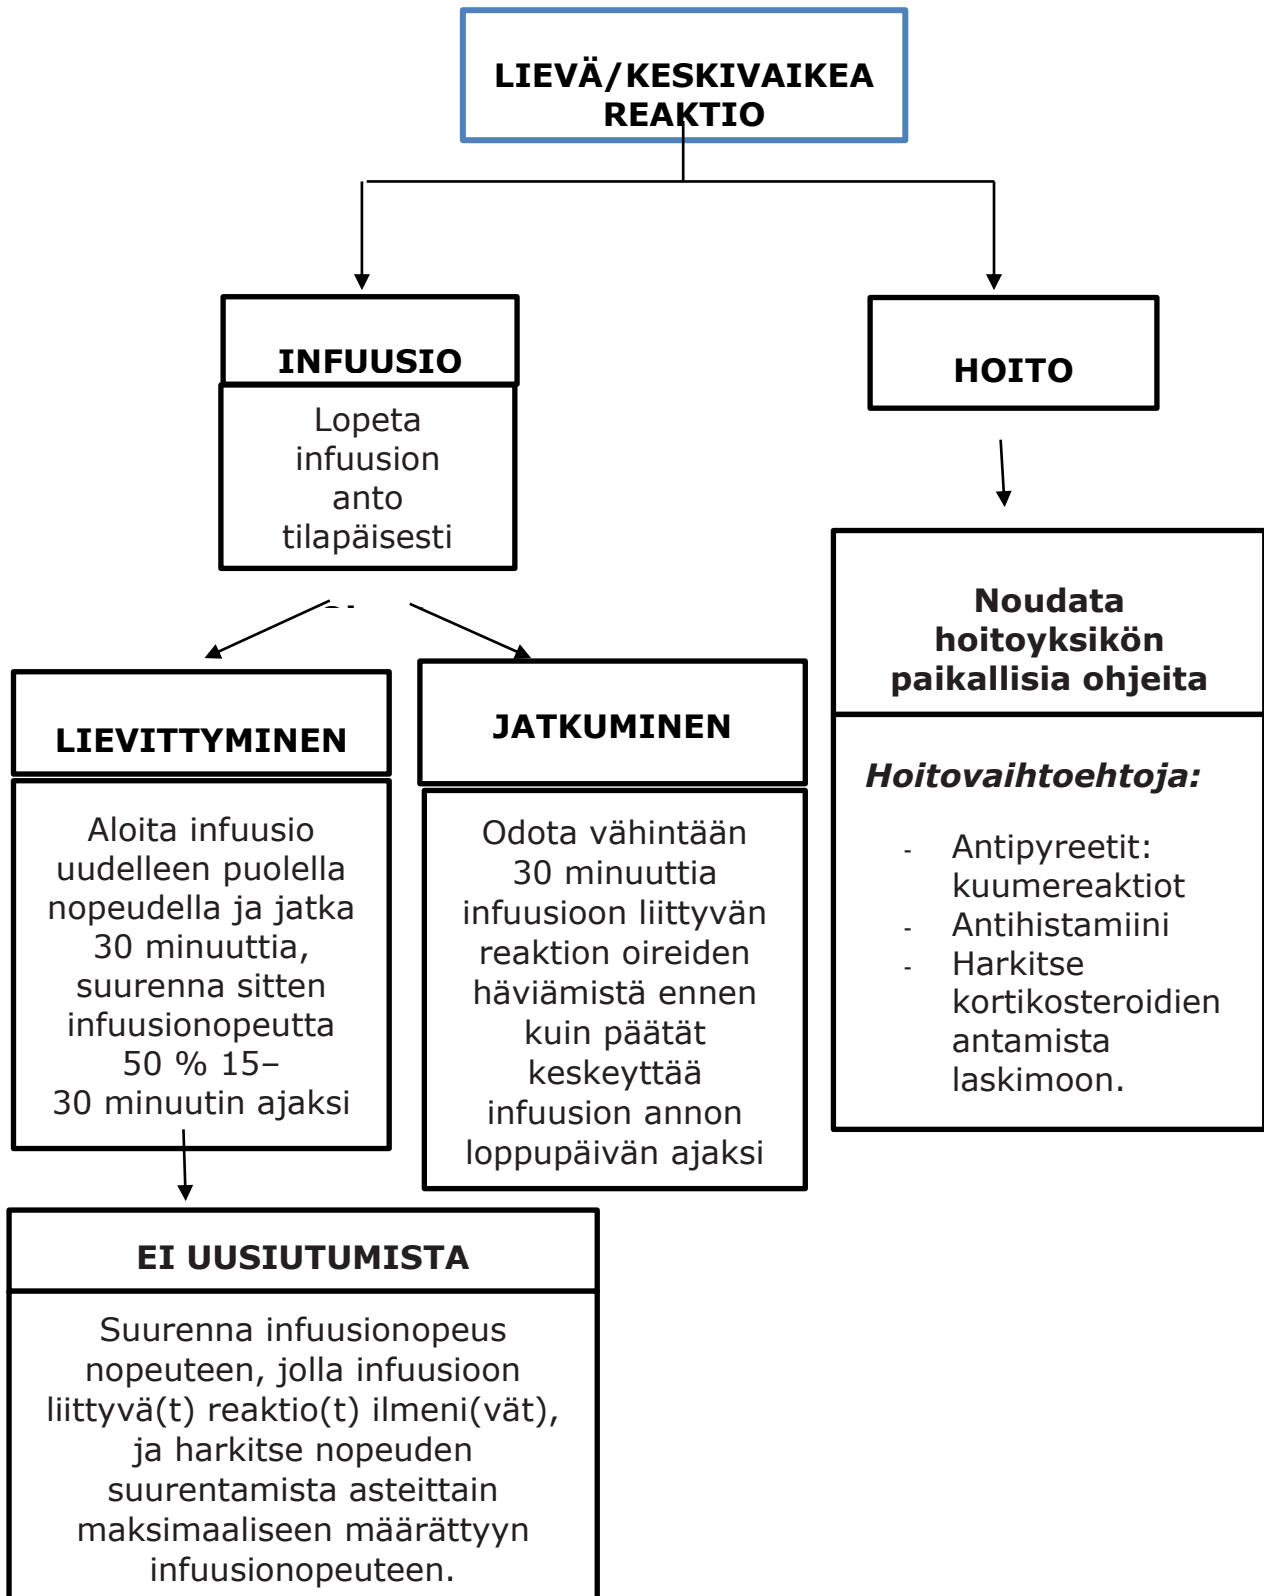 LIEVÄ/KESKIVAIKEA
REAKTIO
INFUUSIO
Lopeta
infuusion
anto
tilapäisesti
HOITO
LIEVITTYMINEN
Aloita infuusio
uudelleen puolella
nopeudella ja jatka
30 minuuttia,
suurenna sitten
infuusionopeutta
50 % 15–
30 minuutin ajaksi
JATKUMINEN
Odota vähintään
30 minuuttia
infuusioon liittyvän
reaktion oireiden
häviämistä ennen
kuin päätät
keskeyttää
infuusion annon
loppupäivän ajaksi
Noudata
hoitoyksikön
paikallisia ohjeita
Hoitovaihtoehtoja:
- Antipyreetit:
kuumereaktiot
- Antihistamiini
- Harkitse
kortikosteroidien
antamista
laskimoon.
EI UUSIUTUMISTA
Suurenna infuusionopeus
nopeuteen, jolla infuusioon
liittyvä(t) reaktio(t) ilmeni(vät),
ja harkitse nopeuden
suurentamista asteittain
maksimaaliseen määrättyyn
infuusionopeuteen.